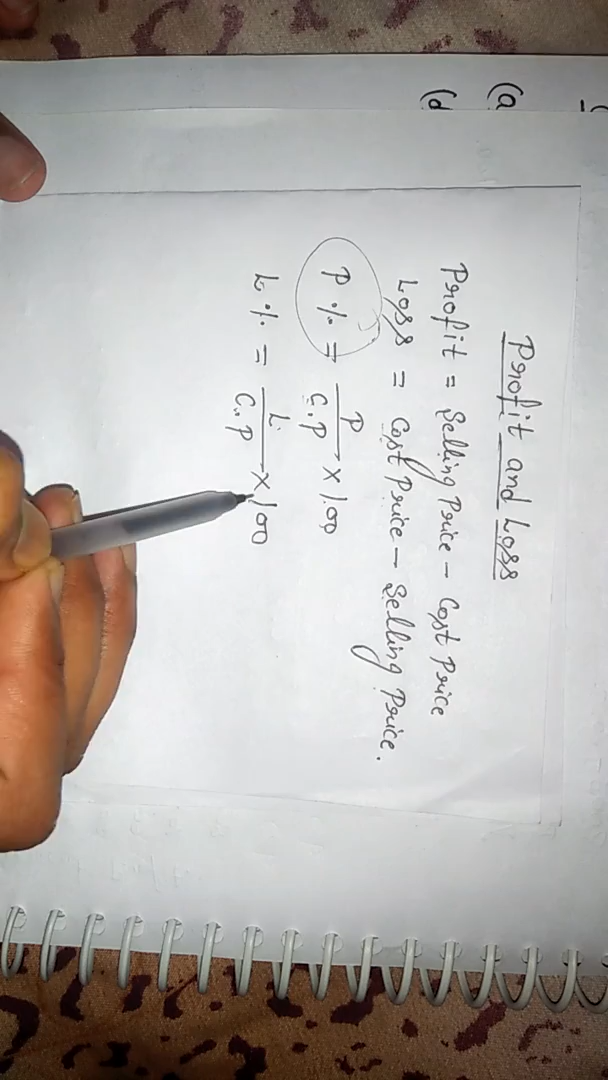 Profit and Loss
Profit = Selling Price - Cost Price
Loss = Cost Price - Selling Price.
P % = P / C.P × 100
L % = L / C.P × 100
(a
(d